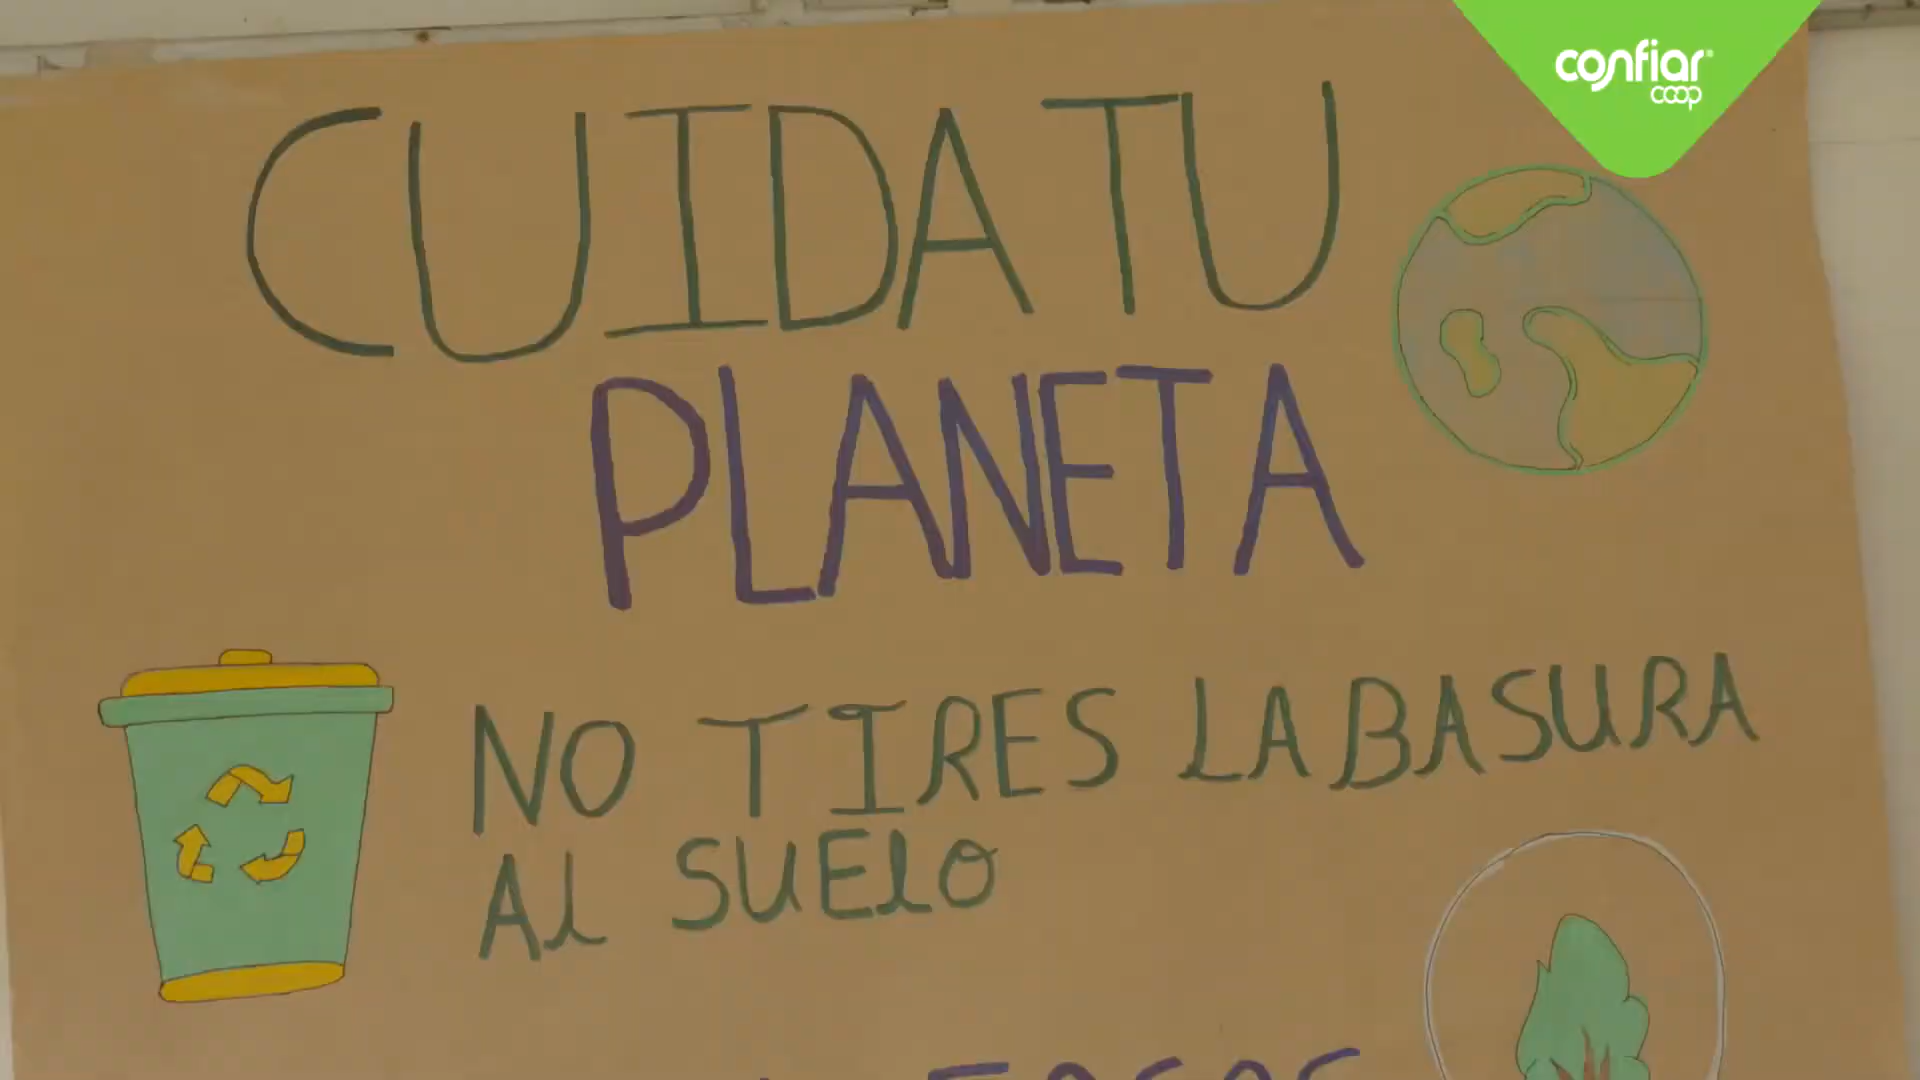 confiar
coop
CUIDA TU
PLANETA
NO TIRES LA BASURA
Al SUElO